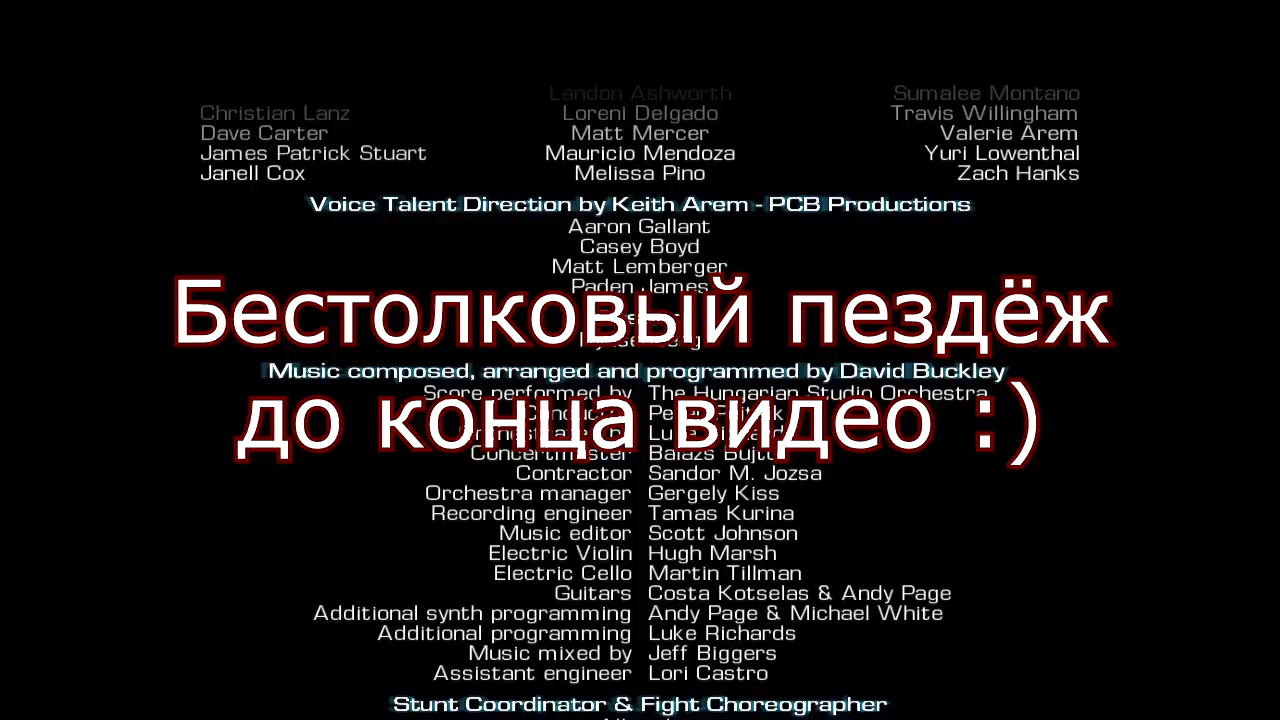 Landon Ashworth Sumalee Montano
Christian Lanz Loreni Delgado Travis Willingham
Dave Carter Matt Mercer Valerie Arem
James Patrick Stuart Mauricio Mendoza Yuri Lowenthal
Janell Cox Melissa Pino Zach Hanks
Voice Talent Direction by Keith Arem - PCB Productions
Aaron Gallant
Casey Boyd
Matt Lemberger
Paden James
Бестолковый пездёж
Music composed, arranged and programmed by David Buckley
Score performed by The Hungarian Studio Orchestra
до конца видео :)
Concertmaster Balazs Bujtor
Contractor Sandor M. Jozsa
Orchestra manager Gergely Kiss
Recording engineer Tamas Kurina
Music editor Scott Johnson
Electric Violin Hugh Marsh
Electric Cello Martin Tillman
Guitars Costa Kotselas & Andy Page
Additional synth programming Andy Page & Michael White
Additional programming Luke Richards
Music mixed by Jeff Biggers
Assistant engineer Lori Castro
Stunt Coordinator & Fight Choreographer